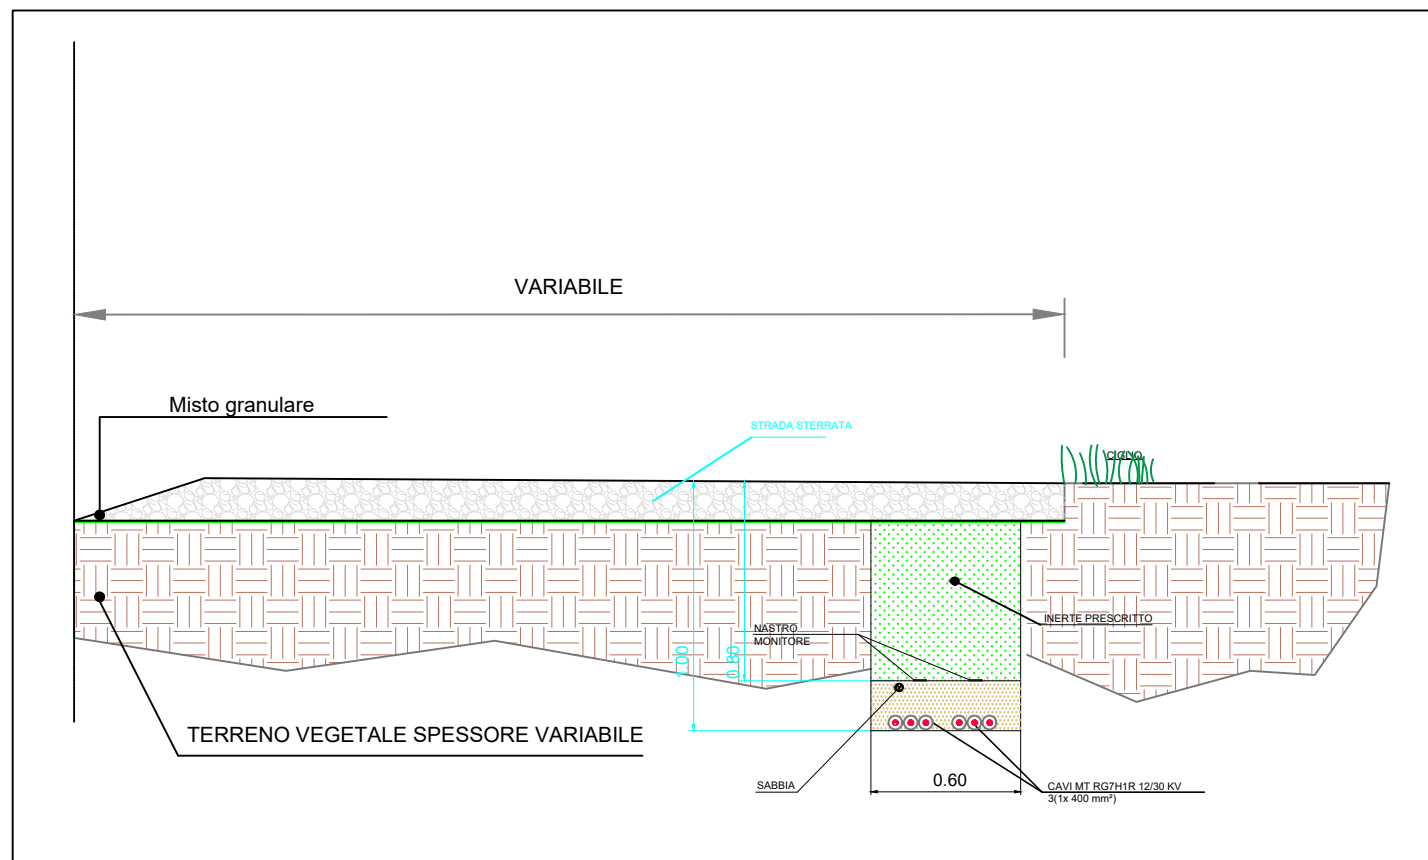 VARIABILE
Misto granulare
STRADA STERRATA
CIGLIO
INERTE PRESCRITTO
NASTRO
MONITORE
1.00
0.80
TERRENO VEGETALE SPESSORE VARIABILE
SABBIA
0.60
CAVI MT RG7H1R 12/30 KV
3(1x 400 mm²)